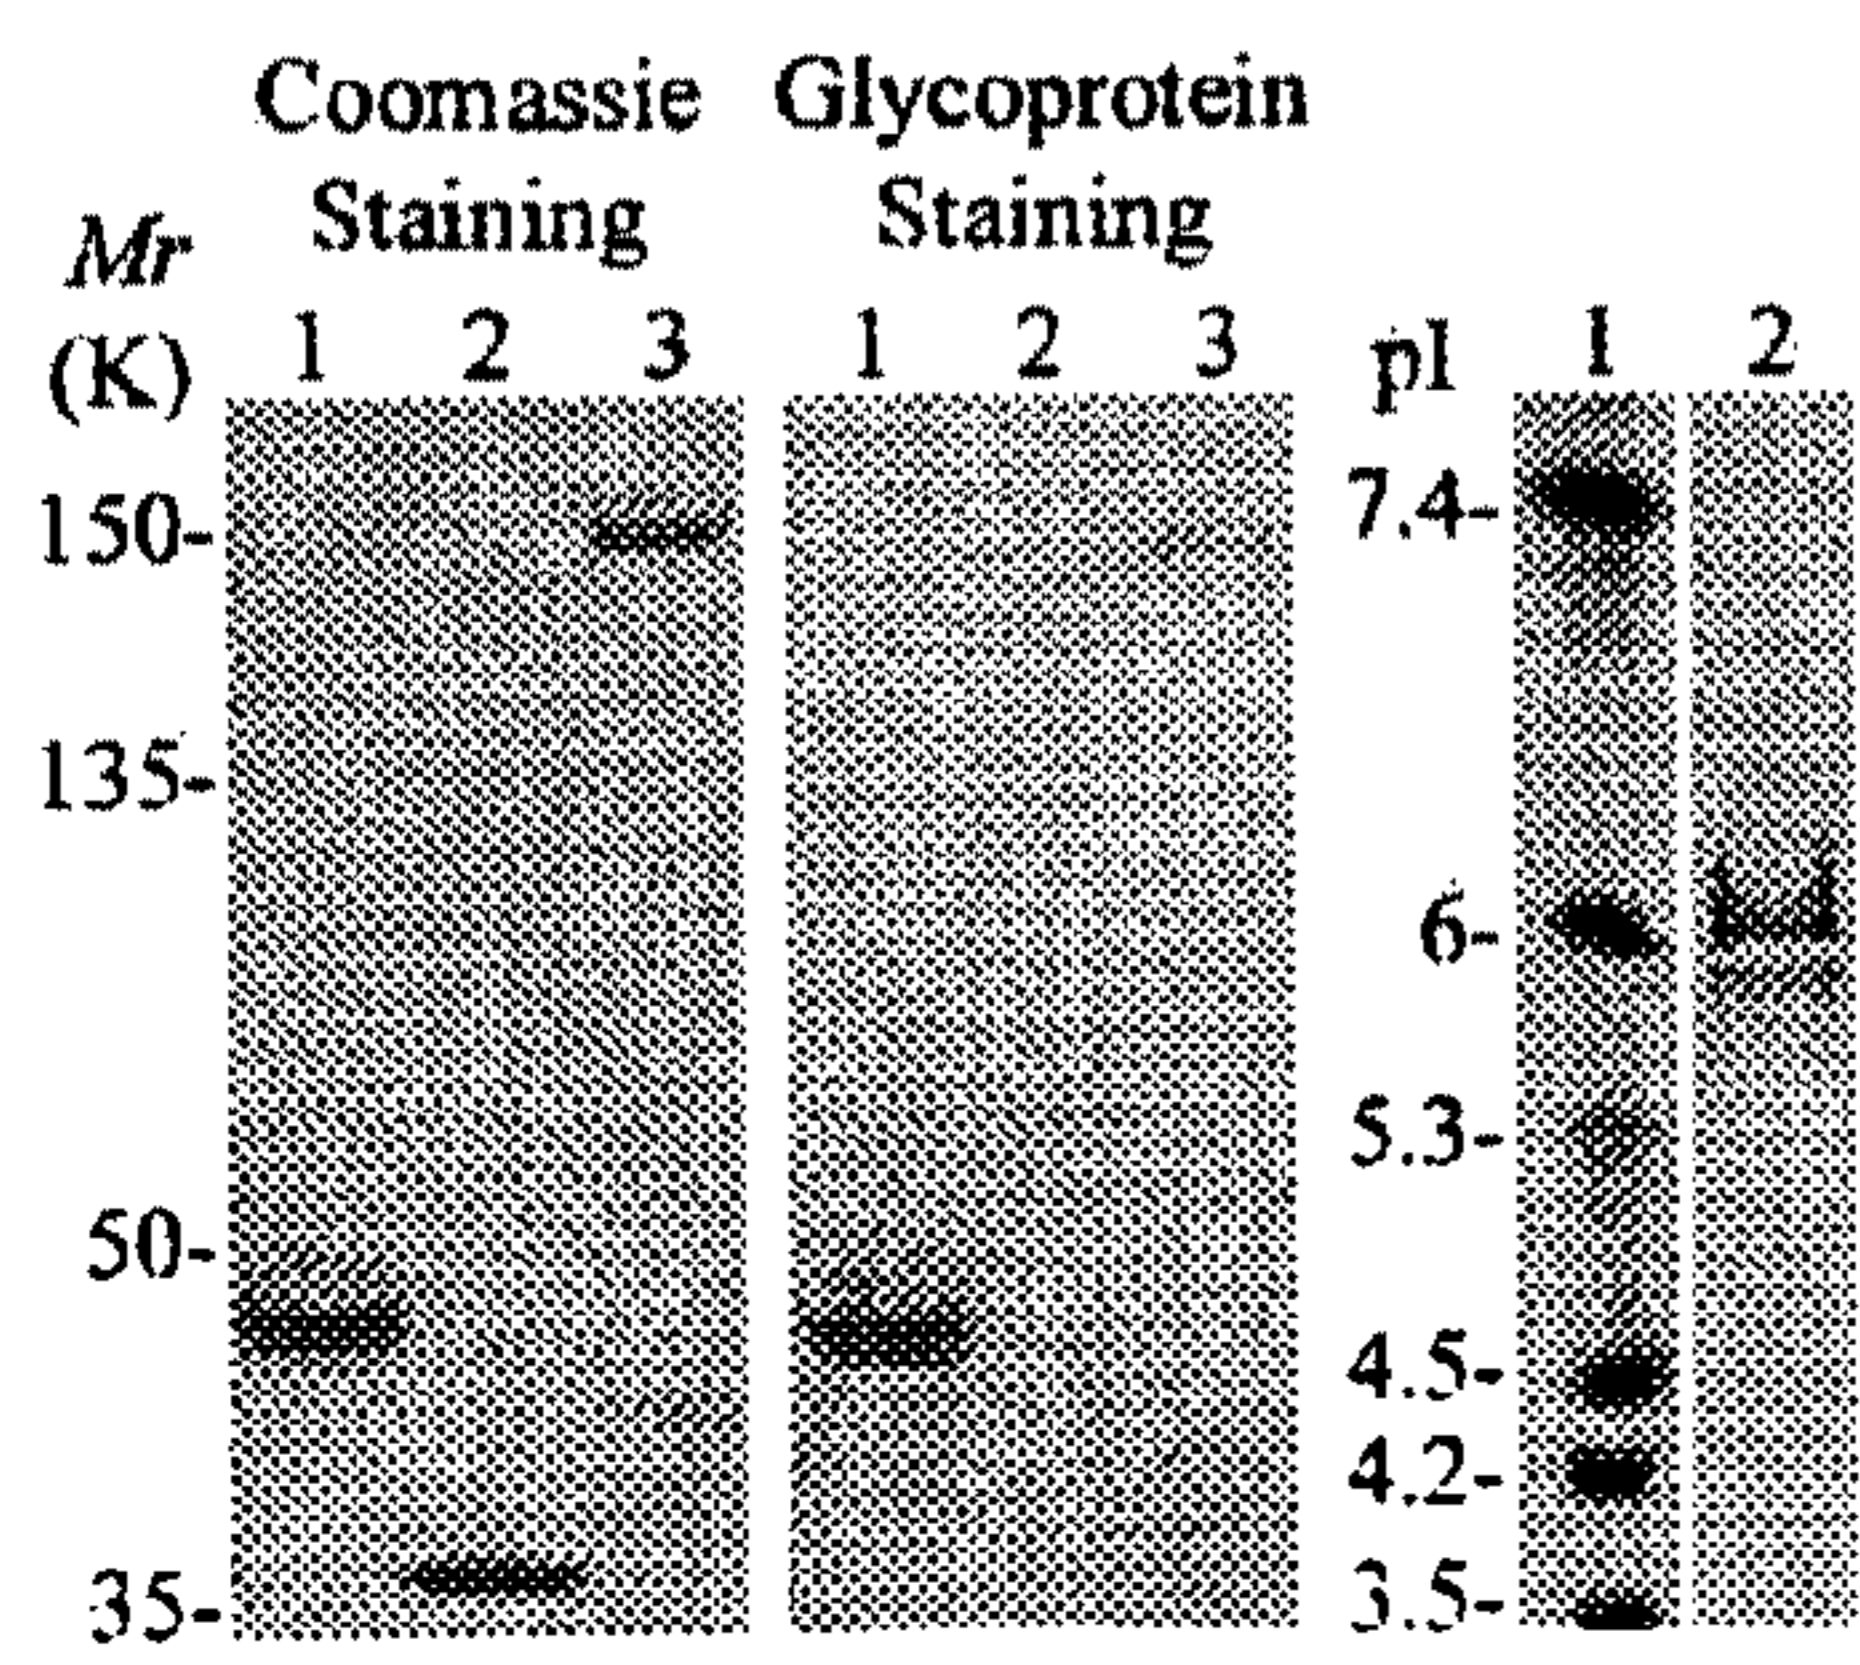 Coomassie Glycoprotein
Staining Staining
Mr
(K) 1 2 3 1 2 3 pI 1 2
150- 7.4-
135-
6-
5.3-
50-
4.5-
4.2-
35- 3.5-